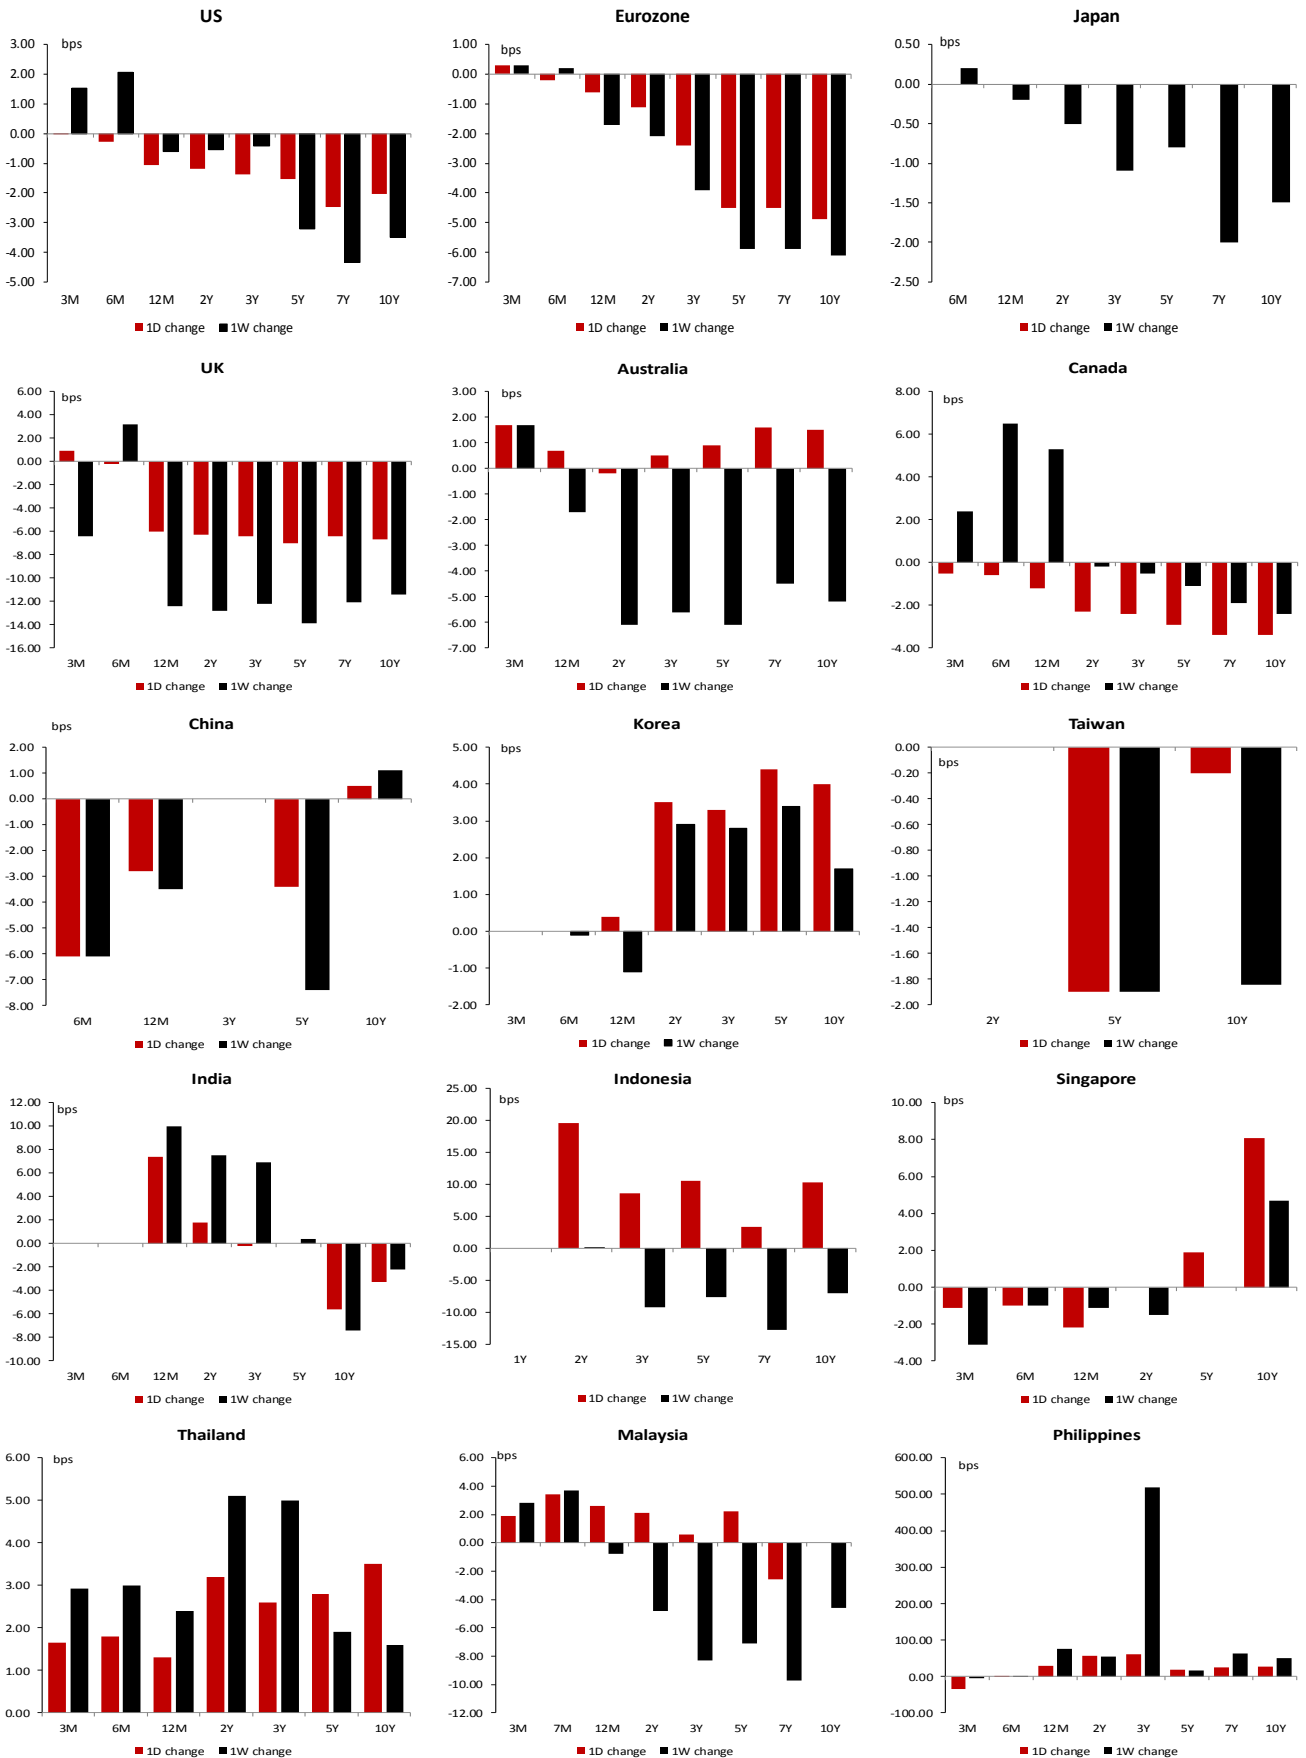 US
bps
3.00
2.00
1.00
0.00
-1.00
-2.00
-3.00
-4.00
-5.00
3M 6M 12M 2Y 3Y 5Y 7Y 10Y
1D change 1W change
Eurozone
bps
1.00
0.00
-1.00
-2.00
-3.00
-4.00
-5.00
-6.00
-7.00
3M 6M 12M 2Y 3Y 5Y 7Y 10Y
1D change 1W change
Japan
bps
0.50
0.00
-0.50
-1.00
-1.50
-2.00
-2.50
6M 12M 2Y 3Y 5Y 7Y 10Y
1D change 1W change
UK
bps
6.00
4.00
2.00
0.00
-2.00
-4.00
-6.00
-8.00
-10.00
-12.00
-14.00
-16.00
3M 6M 12M 2Y 3Y 5Y 7Y 10Y
1D change 1W change
Australia
bps
3.00
2.00
1.00
0.00
-1.00
-2.00
-3.00
-4.00
-5.00
-6.00
-7.00
3M 12M 2Y 3Y 5Y 7Y 10Y
1D change 1W change
Canada
bps
8.00
6.00
4.00
2.00
0.00
-2.00
-4.00
3M 6M 12M 2Y 3Y 5Y 7Y 10Y
1D change 1W change
China
bps
2.00
1.00
0.00
-1.00
-2.00
-3.00
-4.00
-5.00
-6.00
-7.00
-8.00
6M 12M 3Y 5Y 10Y
1D change 1W change
Korea
bps
5.00
4.00
3.00
2.00
1.00
0.00
-1.00
-2.00
3M 6M 12M 2Y 3Y 5Y 10Y
1D change 1W change
Taiwan
bps
0.00
-0.20
-0.40
-0.60
-0.80
-1.00
-1.20
-1.40
-1.60
-1.80
-2.00
2Y 5Y 10Y
1D change 1W change
India
bps
12.00
10.00
8.00
6.00
4.00
2.00
0.00
-2.00
-4.00
-6.00
-8.00
-10.00
3M 6M 12M 2Y 3Y 5Y 10Y
1D change 1W change
Indonesia
bps
25.00
20.00
15.00
10.00
5.00
0.00
-5.00
-10.00
-15.00
1Y 2Y 3Y 5Y 7Y 10Y
1D change 1W change
Singapore
bps
10.00
8.00
6.00
4.00
2.00
0.00
-2.00
-4.00
3M 6M 12M 2Y 5Y 10Y
1D change 1W change
Thailand
bps
6.00
5.00
4.00
3.00
2.00
1.00
0.00
3M 6M 12M 2Y 3Y 5Y 10Y
1D change 1W change
Malaysia
bps
6.00
4.00
2.00
0.00
-2.00
-4.00
-6.00
-8.00
-10.00
-12.00
3M 7M 12M 2Y 3Y 5Y 7Y 10Y
1D change 1W change
Philippines
bps
600.00
500.00
400.00
300.00
200.00
100.00
0.00
-100.00
3M 6M 12M 2Y 3Y 5Y 7Y 10Y
1D change 1W change